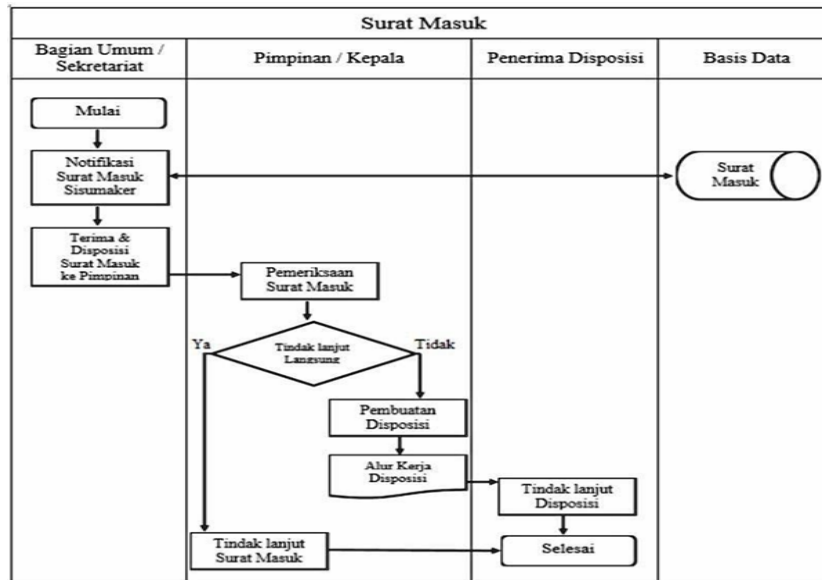 Surat Masuk
Bagian Umum /
Sekretariat
Pimpinan / Kepala
Penerima Disposisi
Basis Data
Mulai
Notifikasi
Surat Masuk
Sisumaker
Surat
Masuk
Terima &
Disposisi
Surat Masuk
ke Pimpinan
Pemeriksaan
Surat Masuk
Ya
Tindak lanjut
Langsung
Tidak
Pembuatan
Disposisi
Alur Kerja
Disposisi
Tindak lanjut
Disposisi
Tindak lanjut
Surat Masuk
Selesai